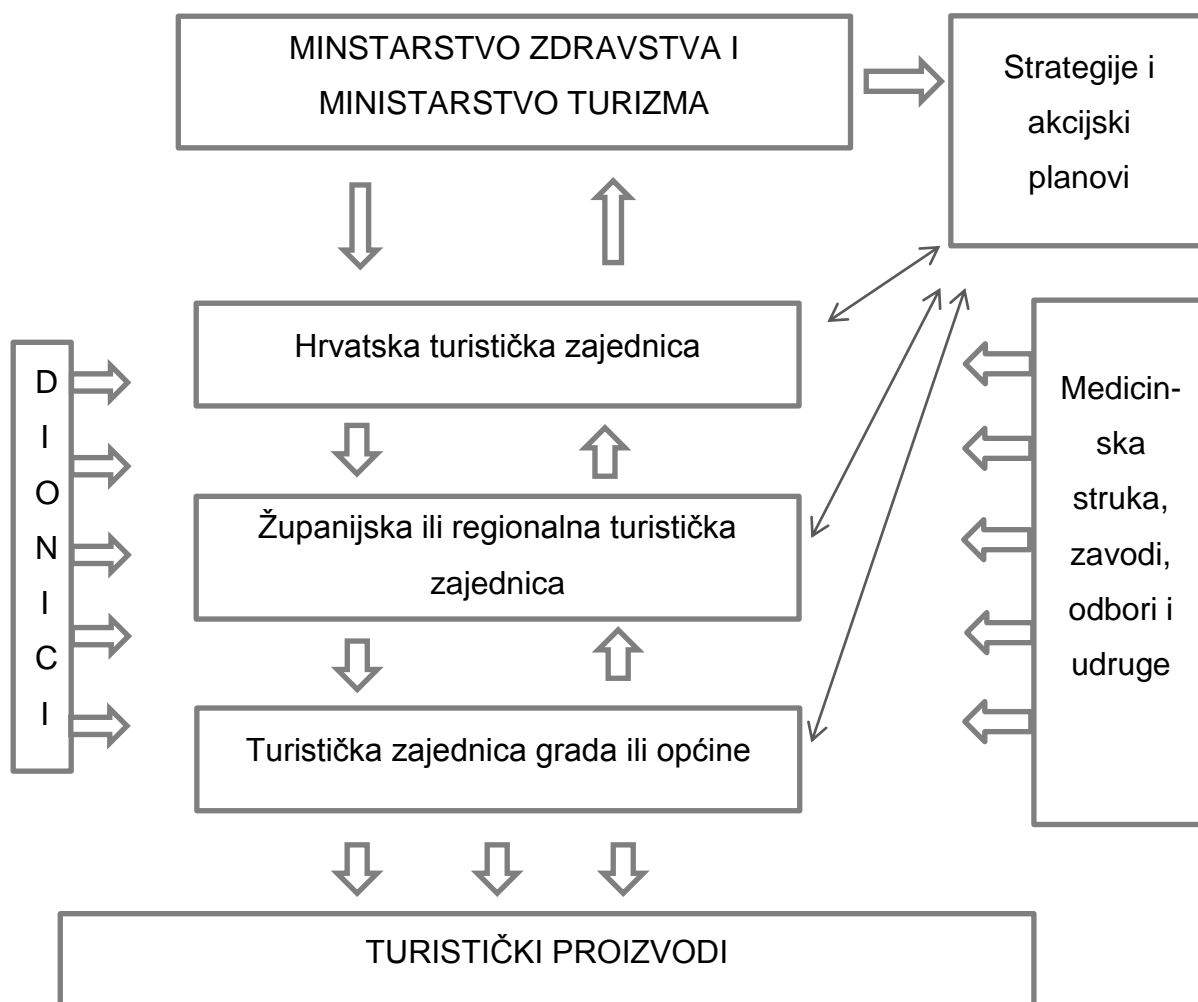 MINSTARSTVO ZDRAVSTVA I
MINISTARSTVO TURIZMA
Strategije i
akcijski
planovi
Hrvatska turistička zajednica
D
I
O
N
I
C
I
Medicin-
ska
struka,
zavodi,
odbori i
udruge
Županijska ili regionalna turistička
zajednica
Turistička zajednica grada ili općine
TURISTIČKI PROIZVODI